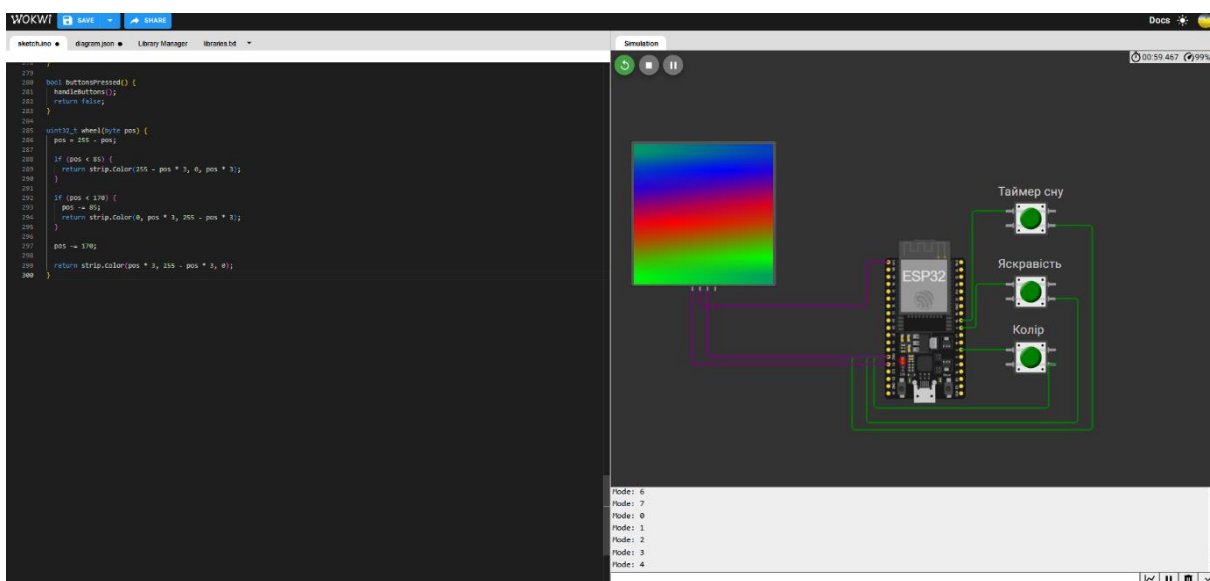 WOKWI SAVE SHARE Docs
sketch.ino diagram.json Library Manager libraries.txt
Simulation
00:59.467 99%
279
280 bool buttonsPressed() {
281 handleButtons();
282 return false;
283 }
284
285 uint32_t wheel(byte pos) {
286 pos = 255 - pos;
287
288 if (pos < 85) {
289 return strip.Color(255 - pos * 3, 0, pos * 3);
290 }
291
292 if (pos < 170) {
293 pos -= 85;
294 return strip.Color(0, pos * 3, 255 - pos * 3);
295 }
296
297 pos -= 170;
298
299 return strip.Color(pos * 3, 255 - pos * 3, 0);
300 }
Таймер сну
Яскравість
Колір
ESP32
Mode: 6
Mode: 7
Mode: 0
Mode: 1
Mode: 2
Mode: 3
Mode: 4